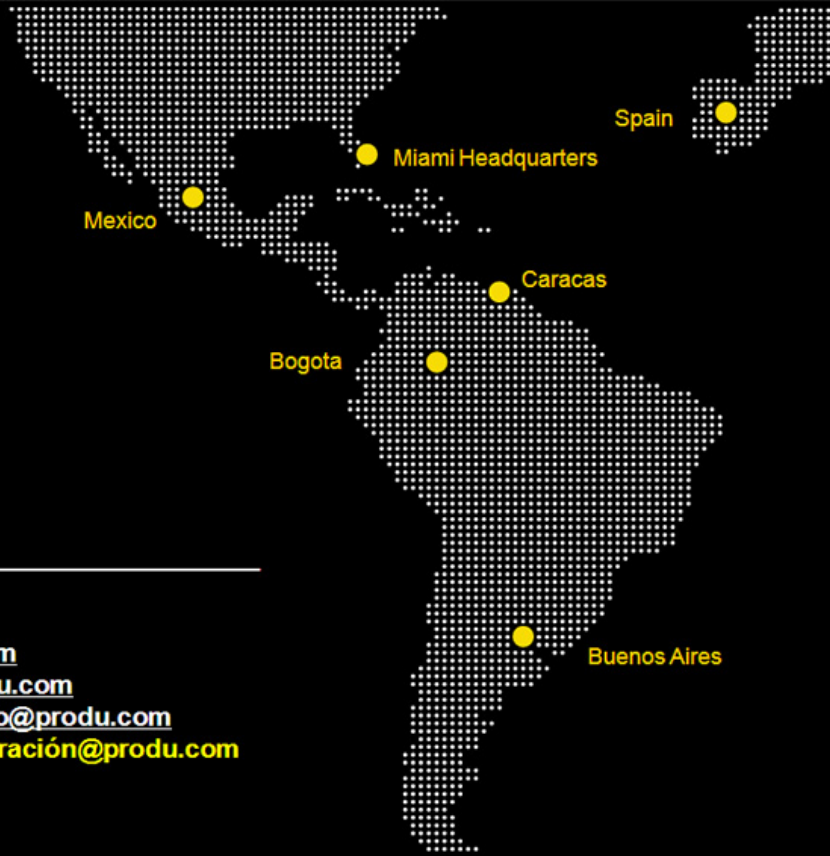 Spain
Miami Headquarters
Mexico
Caracas
Bogota
Buenos Aires
m
u.com
o@produ.com
ración@produ.com